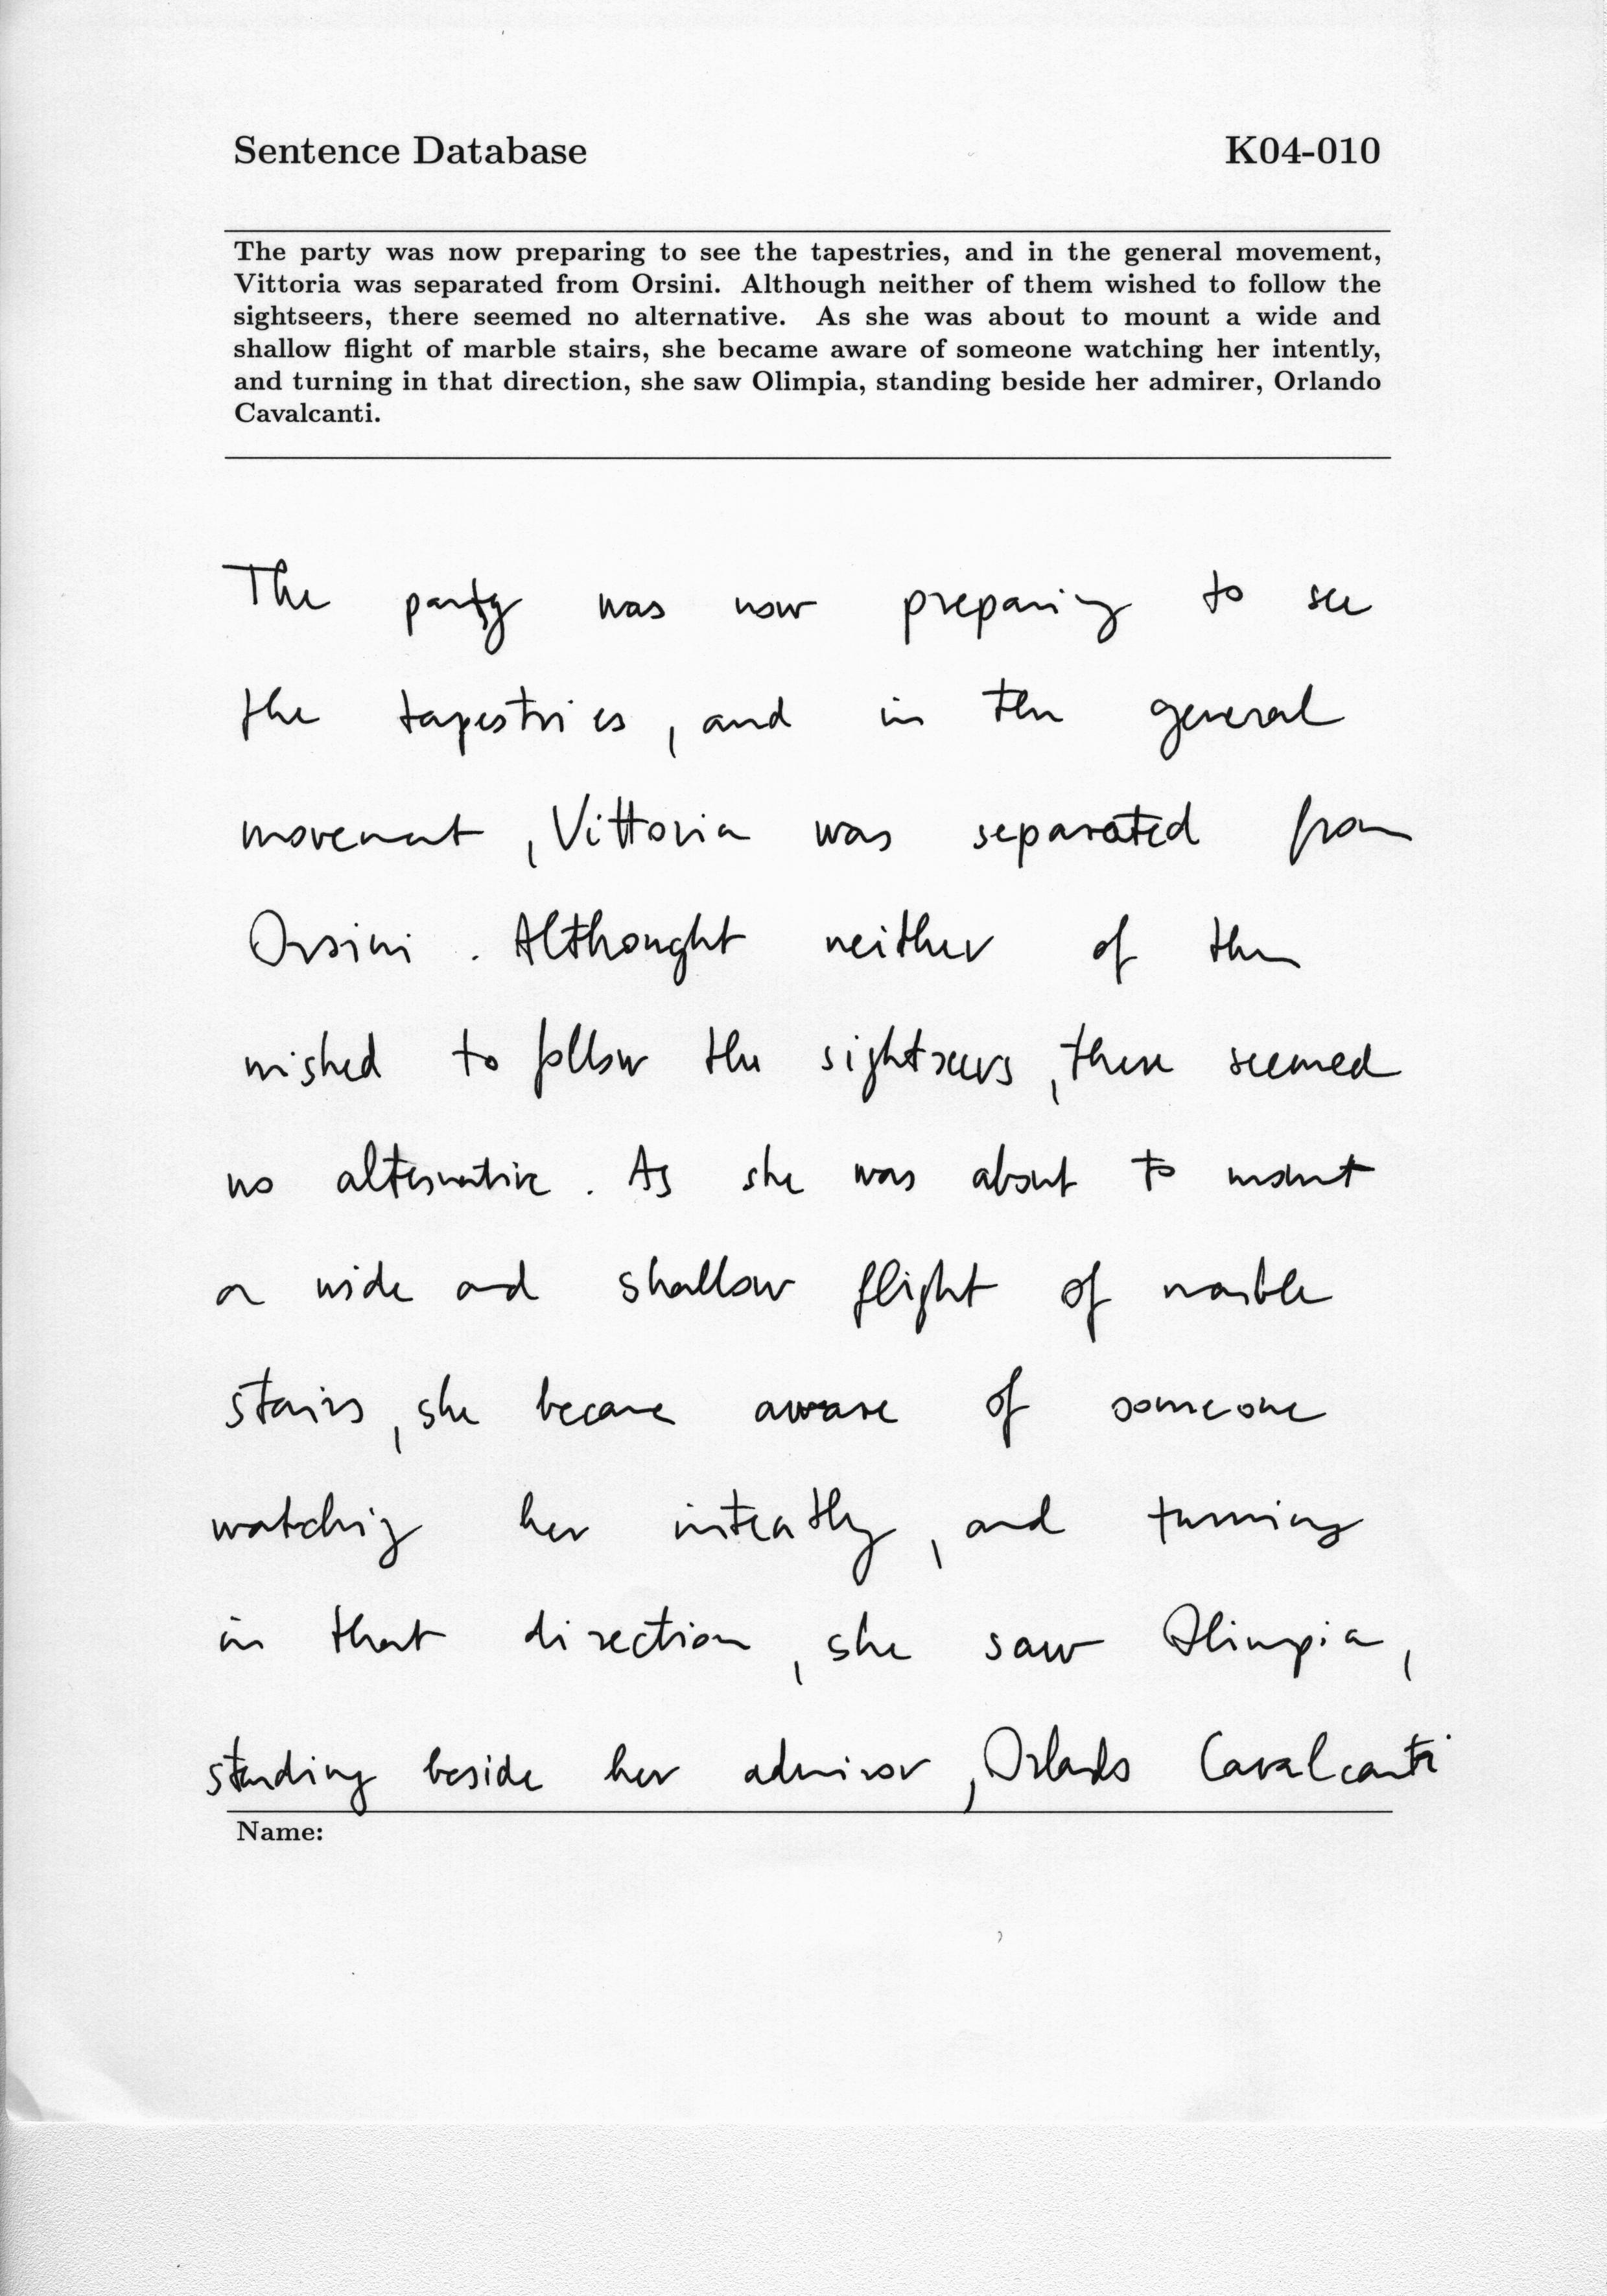 Sentence Database K04-010
The party was now preparing to see the tapestries, and in the general movement,
Vittoria was separated from Orsini. Although neither of them wished to follow the
sightseers, there seemed no alternative. As she was about to mount a wide and
shallow flight of marble stairs, she became aware of someone watching her intently,
and turning in that direction, she saw Olimpia, standing beside her admirer, Orlando
Cavalcanti.
The party was now preparing to see
the tapestries, and in the general
movement, Vittoria was separated from
Orsini. Althought neither of them
wished to follow the sightseers, there seemed
no alternative. As she was about to mount
a wide and shallow flight of marble
stairs, she became aware of someone
watching her intently, and turning
in that direction, she saw Olimpia,
standing beside her admiror, Orlando Cavalcanti
Name: